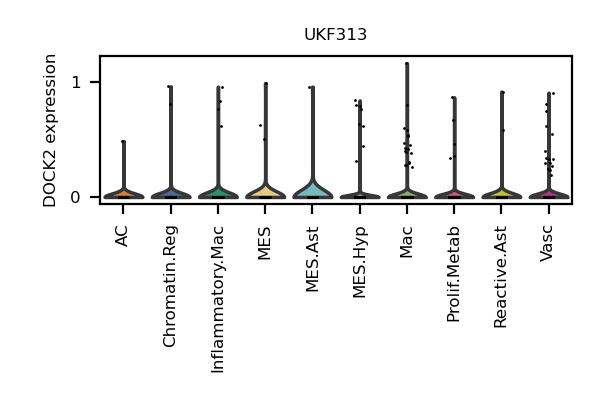 UKF313
DOCK2 expression
1
0
AC
Chromatin.Reg
Inflammatory.Mac
MES
MES.Ast
MES.Hyp
Mac
Prolif.Metab
Reactive.Ast
Vasc